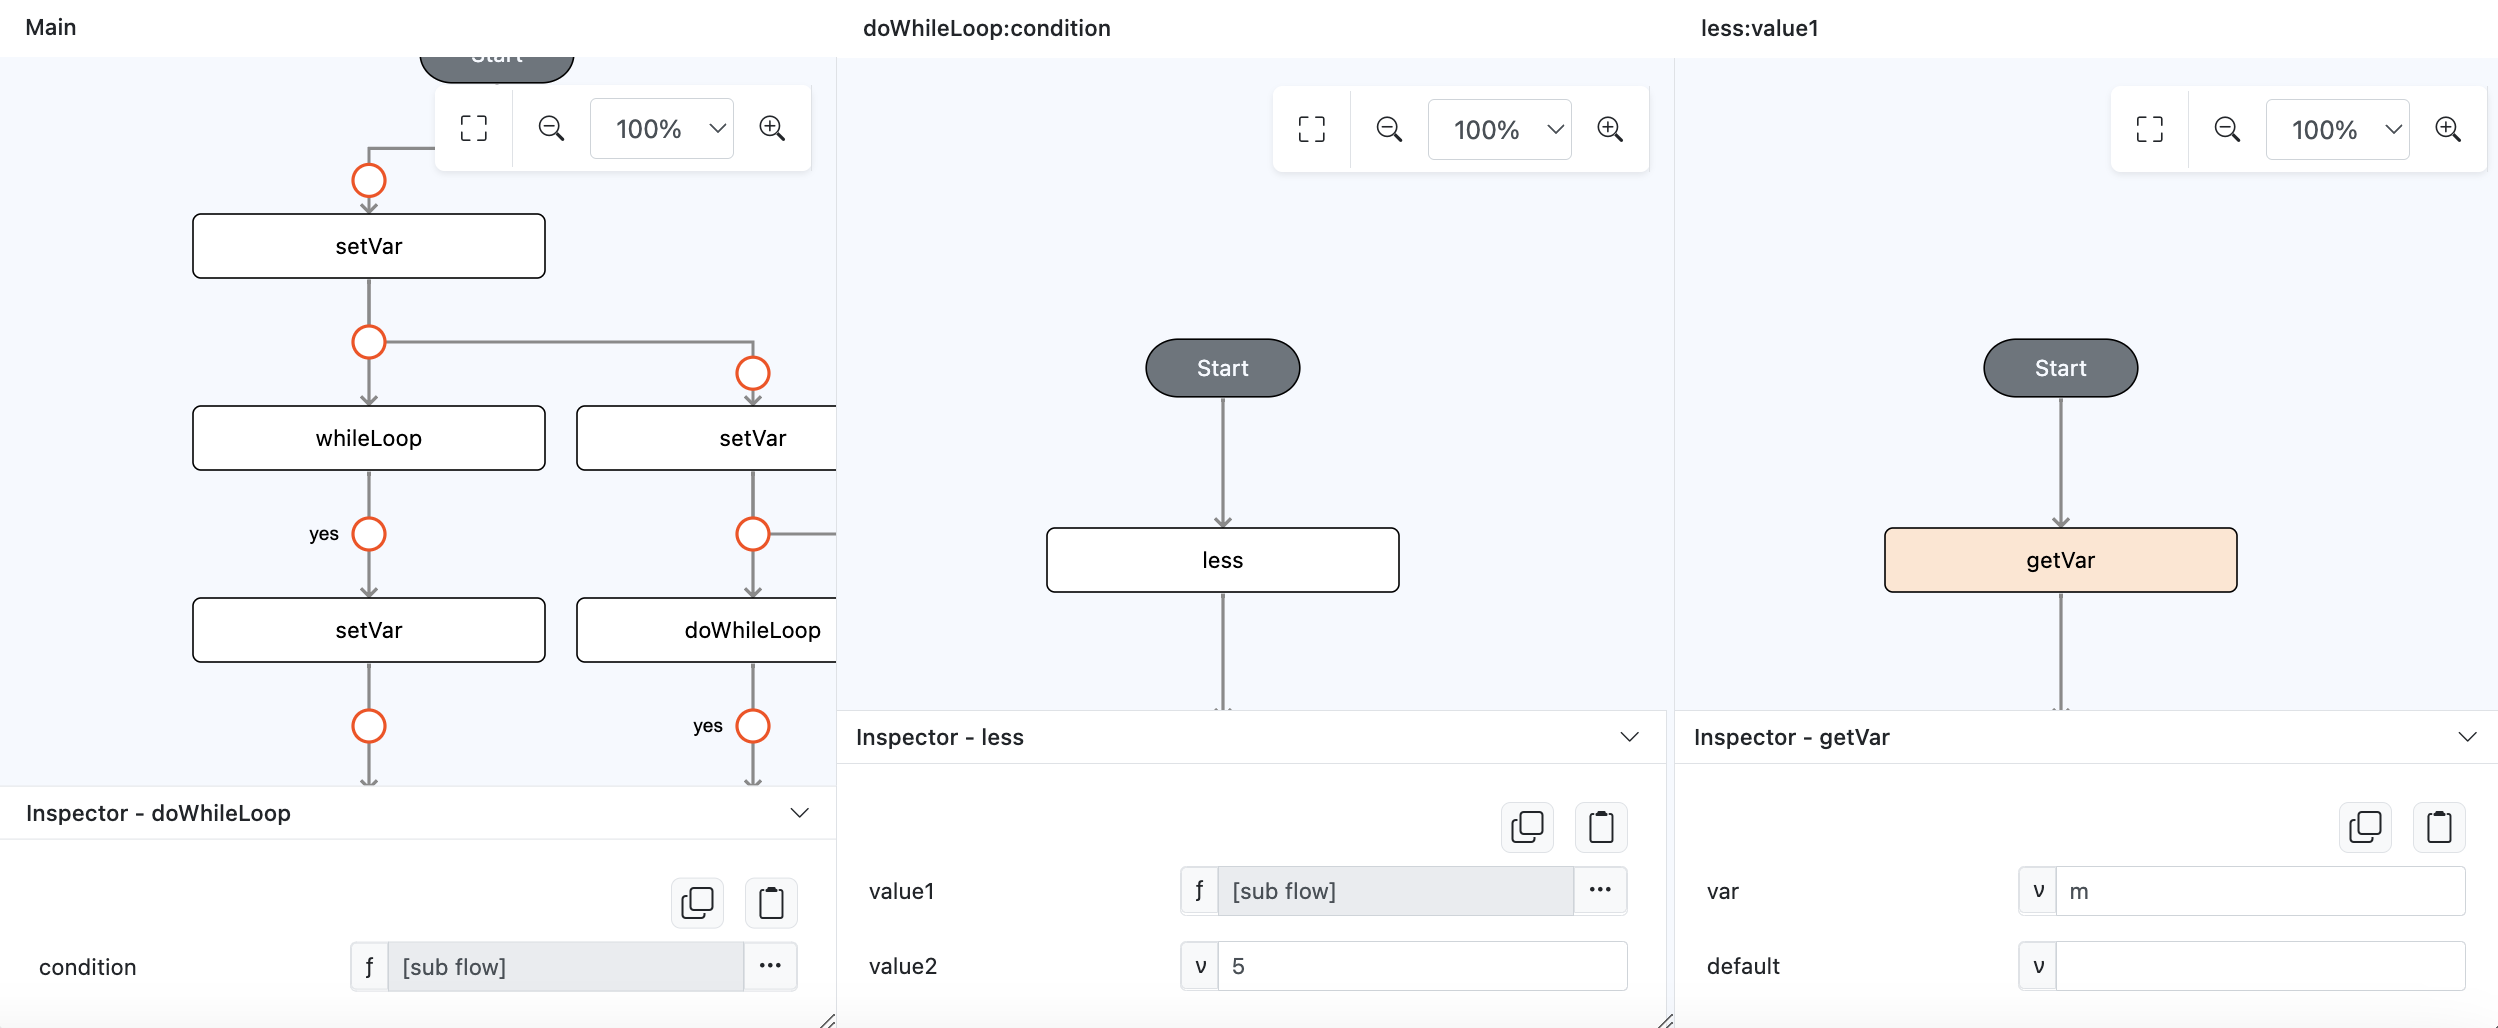 Main
Start
100%
setVar
whileLoop
setVar
yes
setVar
doWhileLoop
yes
Inspector - doWhileLoop
condition
ƒ
[sub flow]
doWhileLoop:condition
100%
Start
less
Inspector - less
value1
ƒ
[sub flow]
value2
ν
5
less:value1
100%
Start
getVar
Inspector - getVar
var
ν
m
default
ν